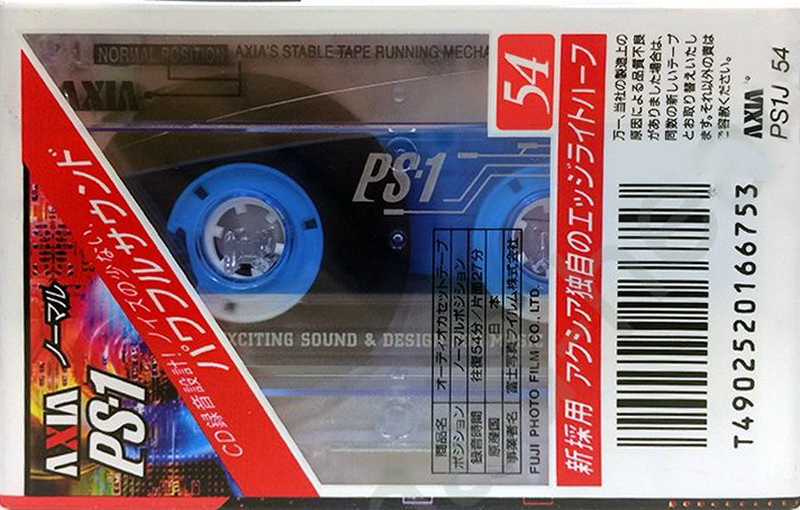 NORMAL POSITION AXIA'S STABLE TAPE RUNNING MECHA
AXIA
54
PS-1
EXCITING SOUND & DESIGN
AXIA ノーマル
PS-1
CD録音設計!ノイズの少ない、
パワフルサウンド
商品名 オーディオカセットテープ
ポジション ノーマルポジション
録音時間 往復54分/片面27分
原産国 日本
事業者名 富士写真フイルム株式会社
FUJI PHOTO FILM CO., LTD.
新採用 アクシア独自のエッジライトハーフ
万一、当社の製造上の
原因による品質不良
がありました場合は、
同数の新しいテープ
とお取り替えいたし
ます。それ以外の責は
ご容赦ください。
AXIA
PS1J 54
T4902520166753